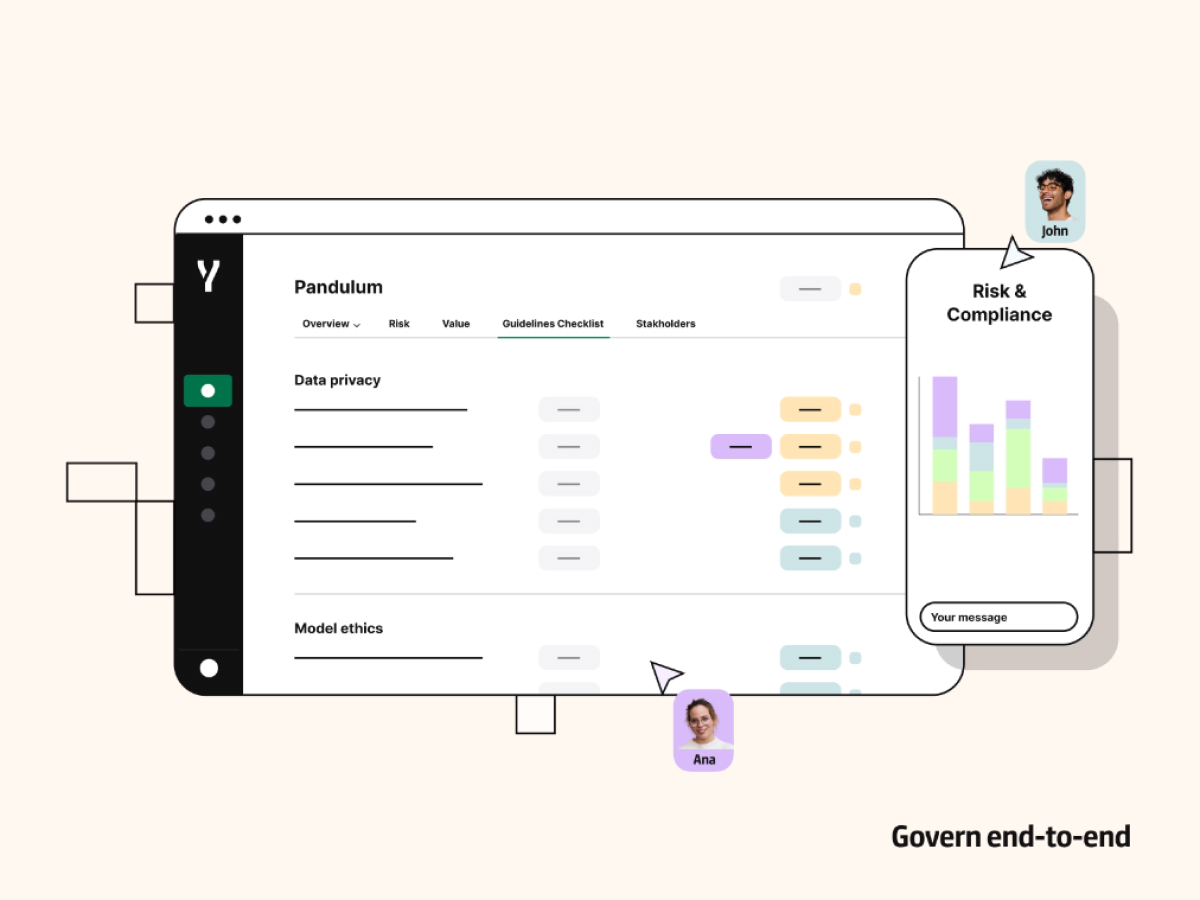 John
Y
Pandulum
Overview
Risk
Value
Guidelines Checklist
Stakholders
Data privacy
Model ethics
Risk &
Compliance
Your message
Ana
Govern end-to-end